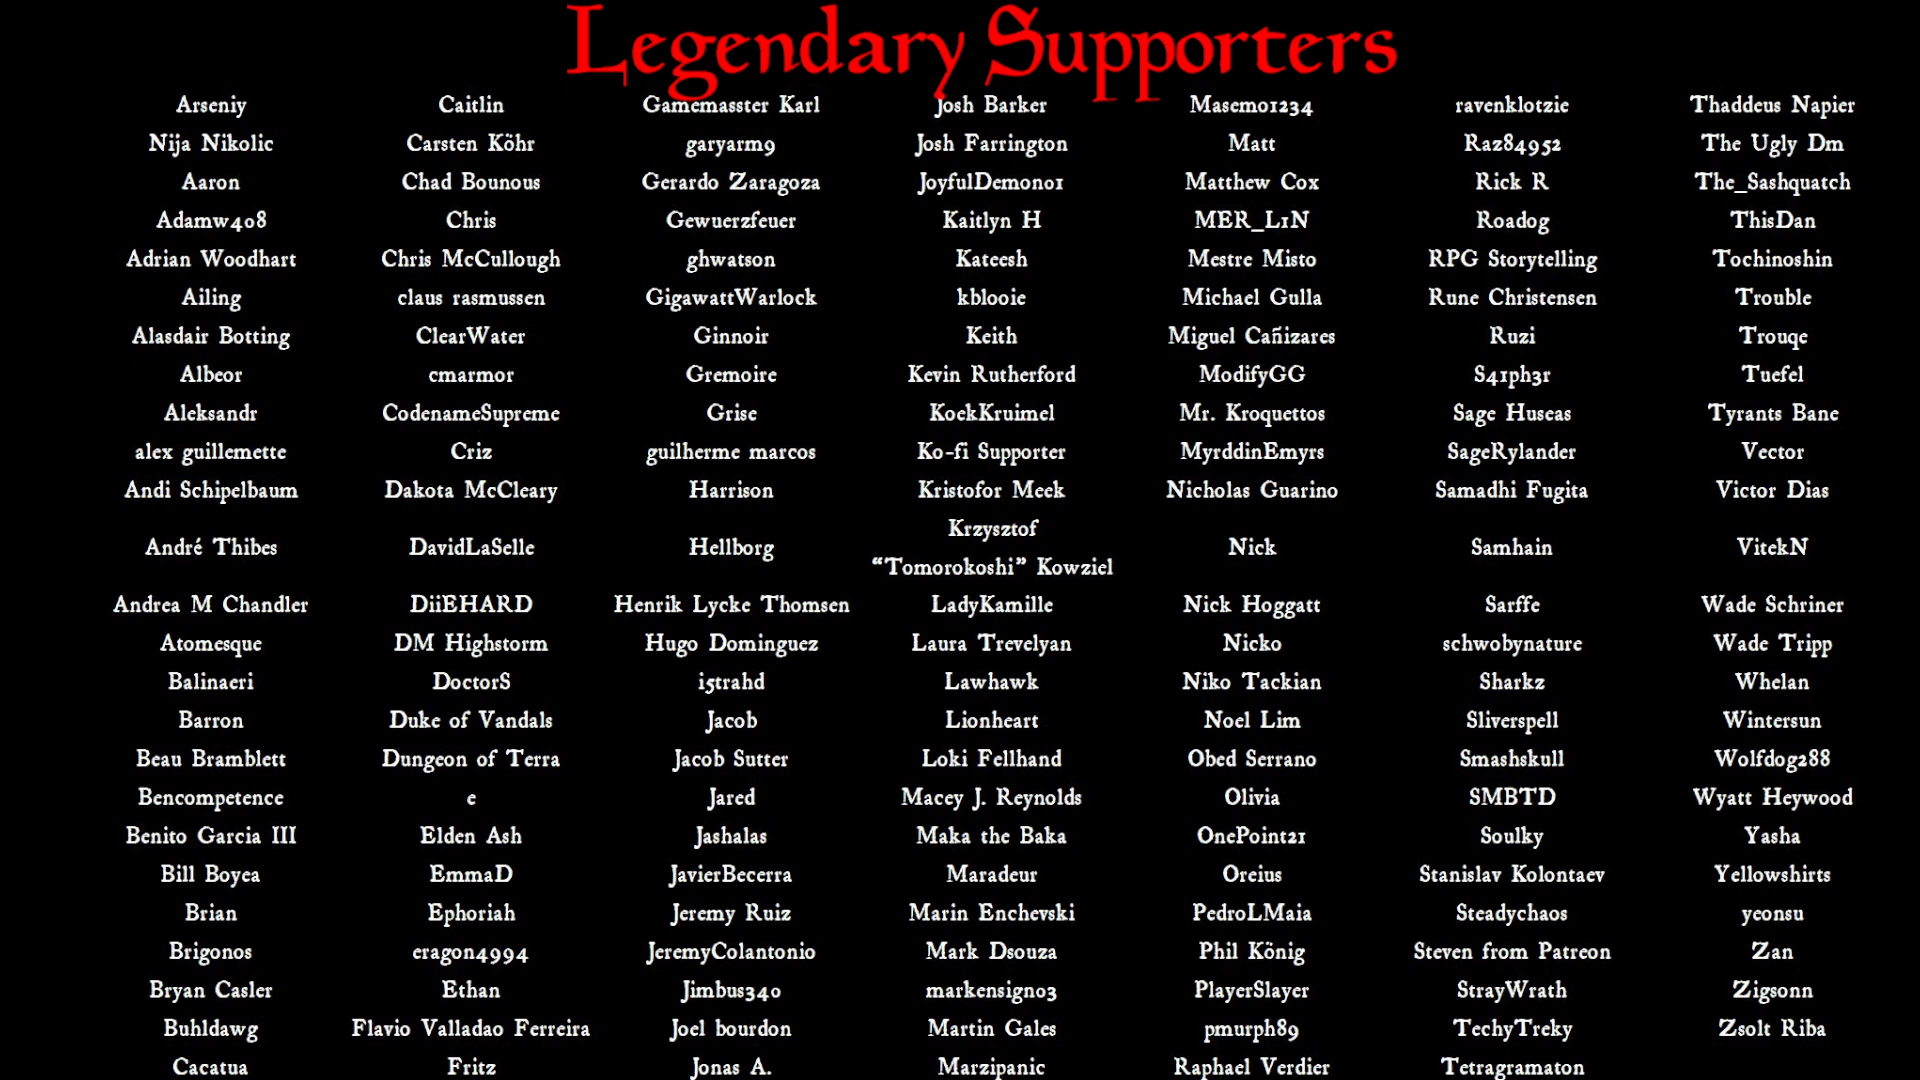 Legendary Supporters
Arseniy
Nija Nikolic
Aaron
Adamw408
Adrian Woodhart
Ailing
Alasdair Botting
Albeor
Aleksandr
alex guillemette
Andi Schipelbaum
André Thibes
Andrea M Chandler
Atomesque
Balinaeri
Barron
Beau Bramblett
Bencompetence
Benito Garcia III
Bill Boyea
Brian
Brigonos
Bryan Casler
Buhldawg
Cacatua
Caitlin
Carsten Köhr
Chad Bounous
Chris
Chris McCullough
claus rasmussen
ClearWater
cmarmor
CodenameSupreme
Criz
Dakota McCleary
DavidLaSelle
DiiEHARD
DM Highstorm
DoctorS
Duke of Vandals
Dungeon of Terra
e
Elden Ash
EmmaD
Ephoriah
eragon4994
Ethan
Flavio Valladao Ferreira
Fritz
Gamemasster Karl
garyarm9
Gerardo Zaragoza
Gewuerzfeuer
ghwatson
GigawattWarlock
Ginnoir
Gremoire
Grise
guilherme marcos
Harrison
Hellborg
Henrik Lycke Thomsen
Hugo Dominguez
i5trahd
Jacob
Jacob Sutter
Jared
Jashalas
JavierBecerra
Jeremy Ruiz
JeremyColantonio
Jimbus340
Joel bourdon
Jonas A.
Josh Barker
Josh Farrington
JoyfulDemon01
Kaitlyn H
Kateesh
kblooie
Keith
Kevin Rutherford
KoekKruimel
Ko-fi Supporter
Kristofor Meek
Krzysztof
“Tomorokoshi” Kowziel
LadyKamille
Laura Trevelyan
Lawhawk
Lionheart
Loki Fellhand
Macey J. Reynolds
Maka the Baka
Maradeur
Marin Enchevski
Mark Dsouza
markensign03
Martin Gales
Marzipanic
Masemo1234
Matt
Matthew Cox
MER_L1N
Mestre Misto
Michael Gulla
Miguel Cañizares
ModifyGG
Mr. Kroquettos
MyrddinEmyrs
Nicholas Guarino
Nick
Nick Hoggatt
Nicko
Niko Tackian
Noel Lim
Obed Serrano
Olivia
OnePoint21
Oreius
PedroLMaia
Phil König
PlayerSlayer
pmurph89
Raphael Verdier
ravenklotzie
Raz84952
Rick R
Roadog
RPG Storytelling
Rune Christensen
Ruzi
S41ph3r
Sage Huseas
SageRylander
Samadhi Fugita
Samhain
Sarffe
schwobynature
Sharkz
Sliverspell
Smashskull
SMBTD
Soulky
Stanislav Kolontaev
Steadychaos
Steven from Patreon
StrayWrath
TechyTreky
Tetragramaton
Thaddeus Napier
The Ugly Dm
The_Sashquatch
ThisDan
Tochinoshin
Trouble
Trouqe
Tuefel
Tyrants Bane
Vector
Victor Dias
VitekN
Wade Schriner
Wade Tripp
Whelan
Wintersun
Wolfdog288
Wyatt Heywood
Yasha
Yellowshirts
yeonsu
Zan
Zigsonn
Zsolt Riba